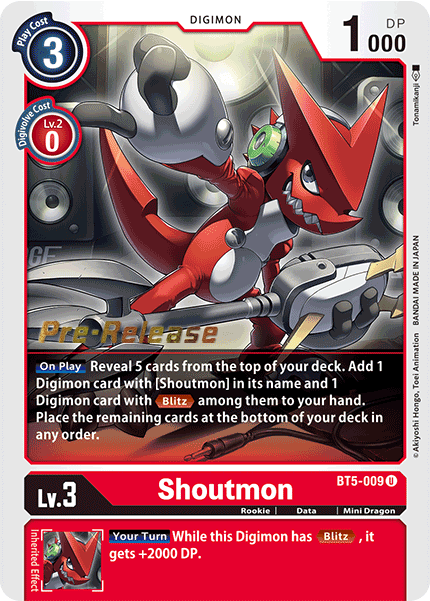 Play Cost
3
DIGIMON
DP
1000
Digivolve Cost
Lv.2
0
Tonamikanji
Pre-Release
On Play Reveal 5 cards from the top of your deck. Add 1
Digimon card with [Shoutmon] in its name and 1
Digimon card with Blitz among them to your hand.
Place the remaining cards at the bottom of your deck in
any order.
© Akiyoshi Hongo, Toei Animation BANDAI MADE IN JAPAN
Lv.3
Shoutmon
BT5-009 U
Rookie | Data | Mini Dragon
Inherited Effect
Your Turn While this Digimon has Blitz , it
gets +2000 DP.